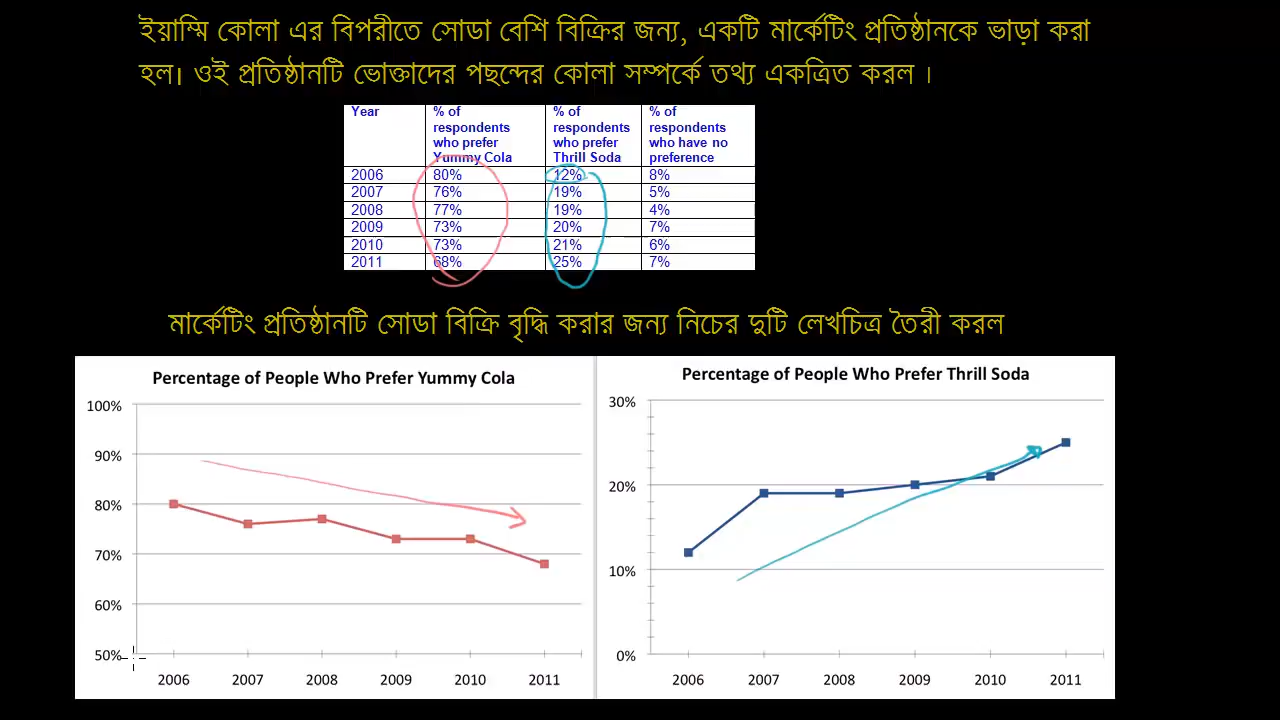 ইয়াম্মি কোলা এর বিপরীতে সোডা বেশি বিক্রির জন্য, একটি মার্কেটিং প্রতিষ্ঠানকে ভাড়া করা
হল। ওই প্রতিষ্ঠানটি ভোক্তাদের পছন্দের কোলা সম্পর্কে তথ্য একত্রিত করল ।
Year % of % of % of
respondents respondents respondents
who prefer who prefer who have no
Yummy Cola Thrill Soda preference
2006 80% 12% 8%
2007 76% 19% 5%
2008 77% 19% 4%
2009 73% 20% 7%
2010 73% 21% 6%
2011 68% 25% 7%
মার্কেটিং প্রতিষ্ঠানটি সোডা বিক্রি বৃদ্ধি করার জন্য নিচের দুটি লেখচিত্র তৈরী করল
Percentage of People Who Prefer Yummy Cola
100%
90%
80%
70%
60%
50%
2006 2007 2008 2009 2010 2011
Percentage of People Who Prefer Thrill Soda
30%
20%
10%
0%
2006 2007 2008 2009 2010 2011